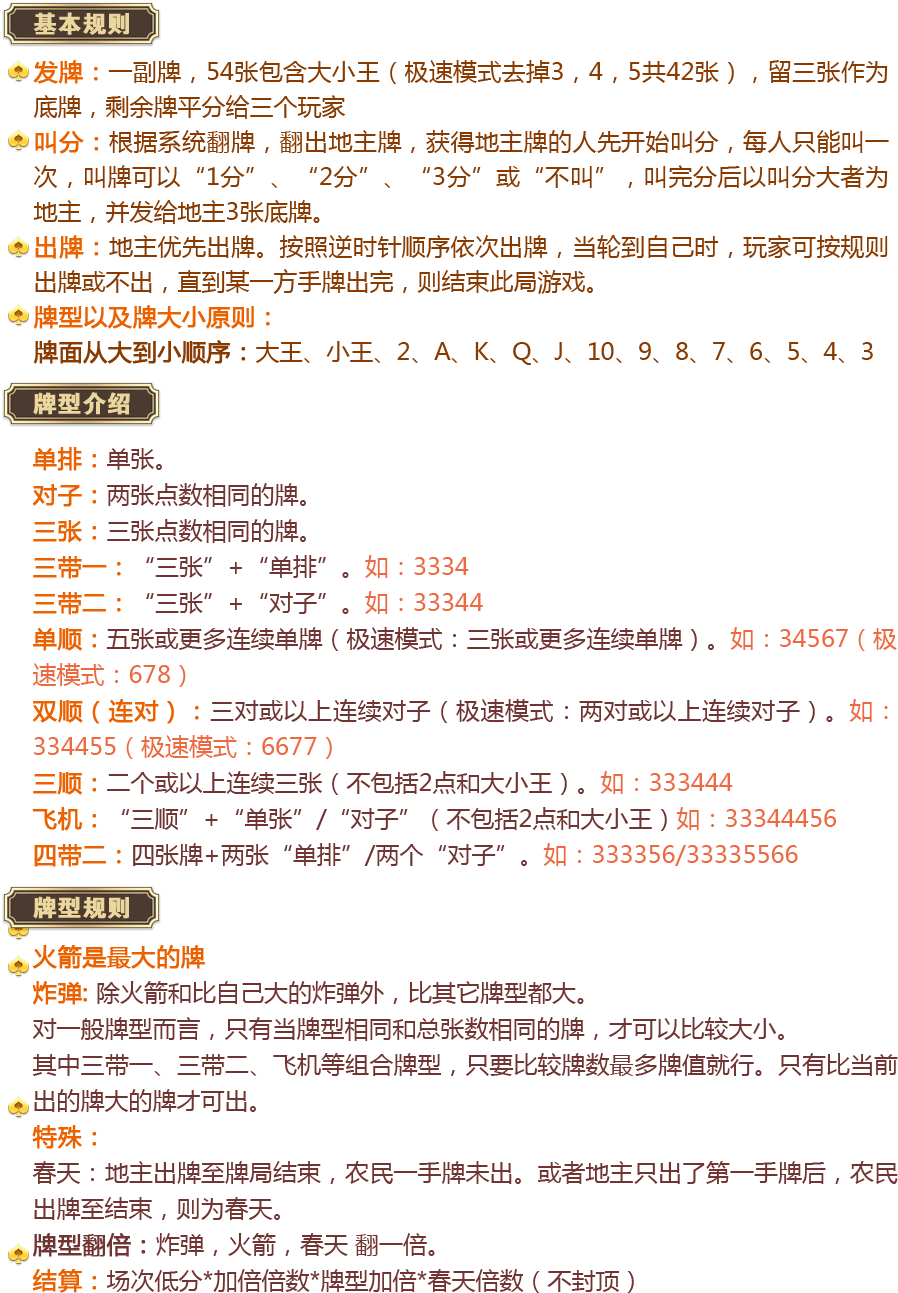 基本规则
发牌：一副牌，54张包含大小王（极速模式去掉3，4，5共42张），留三张作为
底牌，剩余牌平分给三个玩家
叫分：根据系统翻牌，翻出地主牌，获得地主牌的人先开始叫分，每人只能叫一
次，叫牌可以“1分”、“2分”、“3分”或“不叫”，叫完分后以叫分大者为
地主，并发给地主3张底牌。
出牌：地主优先出牌。按照逆时针顺序依次出牌，当轮到自己时，玩家可按规则
出牌或不出，直到某一方手牌出完，则结束此局游戏。
牌型以及牌大小原则：
牌面从大到小顺序：大王、小王、2、A、K、Q、J、10、9、8、7、6、5、4、3
牌型介绍
单排：单张。
对子：两张点数相同的牌。
三张：三张点数相同的牌。
三带一：“三张”+“单排”。如：3334
三带二：“三张”+“对子”。如：33344
单顺：五张或更多连续单牌（极速模式：三张或更多连续单牌）。如：34567（极
速模式：678）
双顺（连对）：三对或以上连续对子（极速模式：两对或以上连续对子）。如：
334455（极速模式：6677）
三顺：二个或以上连续三张（不包括2点和大小王）。如：333444
飞机：“三顺”+“单张”/“对子”（不包括2点和大小王）如：33344456
四带二：四张牌+两张“单排”/两个“对子”。如：333356/33335566
牌型规则
火箭是最大的牌
炸弹: 除火箭和比自己大的炸弹外，比其它牌型都大。
对一般牌型而言，只有当牌型相同和总张数相同的牌，才可以比较大小。
其中三带一、三带二、飞机等组合牌型，只要比较牌数最多牌值就行。只有比当前
出的牌大的牌才可出。
特殊：
春天：地主出牌至牌局结束，农民一手牌未出。或者地主只出了第一手牌后，农民
出牌至结束，则为春天。
牌型翻倍：炸弹，火箭，春天 翻一倍。
结算：场次低分*加倍倍数*牌型加倍*春天倍数（不封顶）